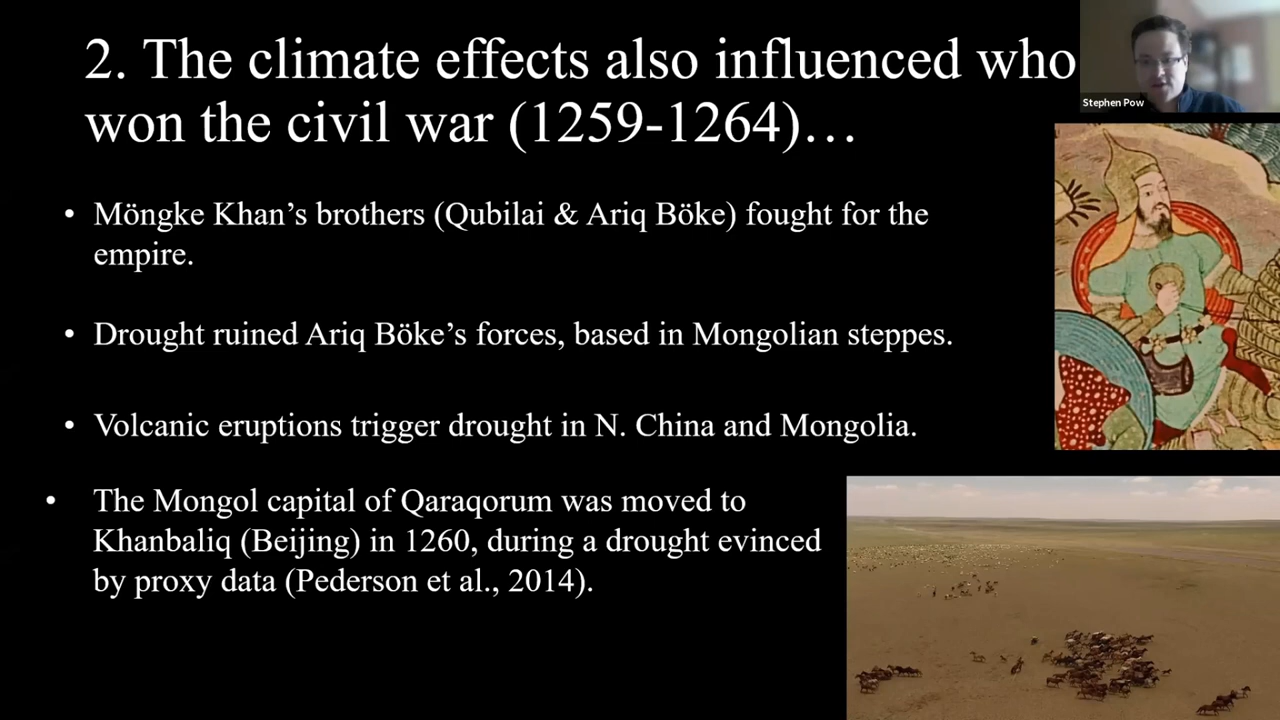 2. The climate effects also influenced who
won the civil war (1259-1264)…
Stephen Pow
• Möngke Khan’s brothers (Qubilai & Ariq Böke) fought for the
empire.
• Drought ruined Ariq Böke’s forces, based in Mongolian steppes.
• Volcanic eruptions trigger drought in N. China and Mongolia.
• The Mongol capital of Qaraqorum was moved to
Khanbaliq (Beijing) in 1260, during a drought evinced
by proxy data (Pederson et al., 2014).